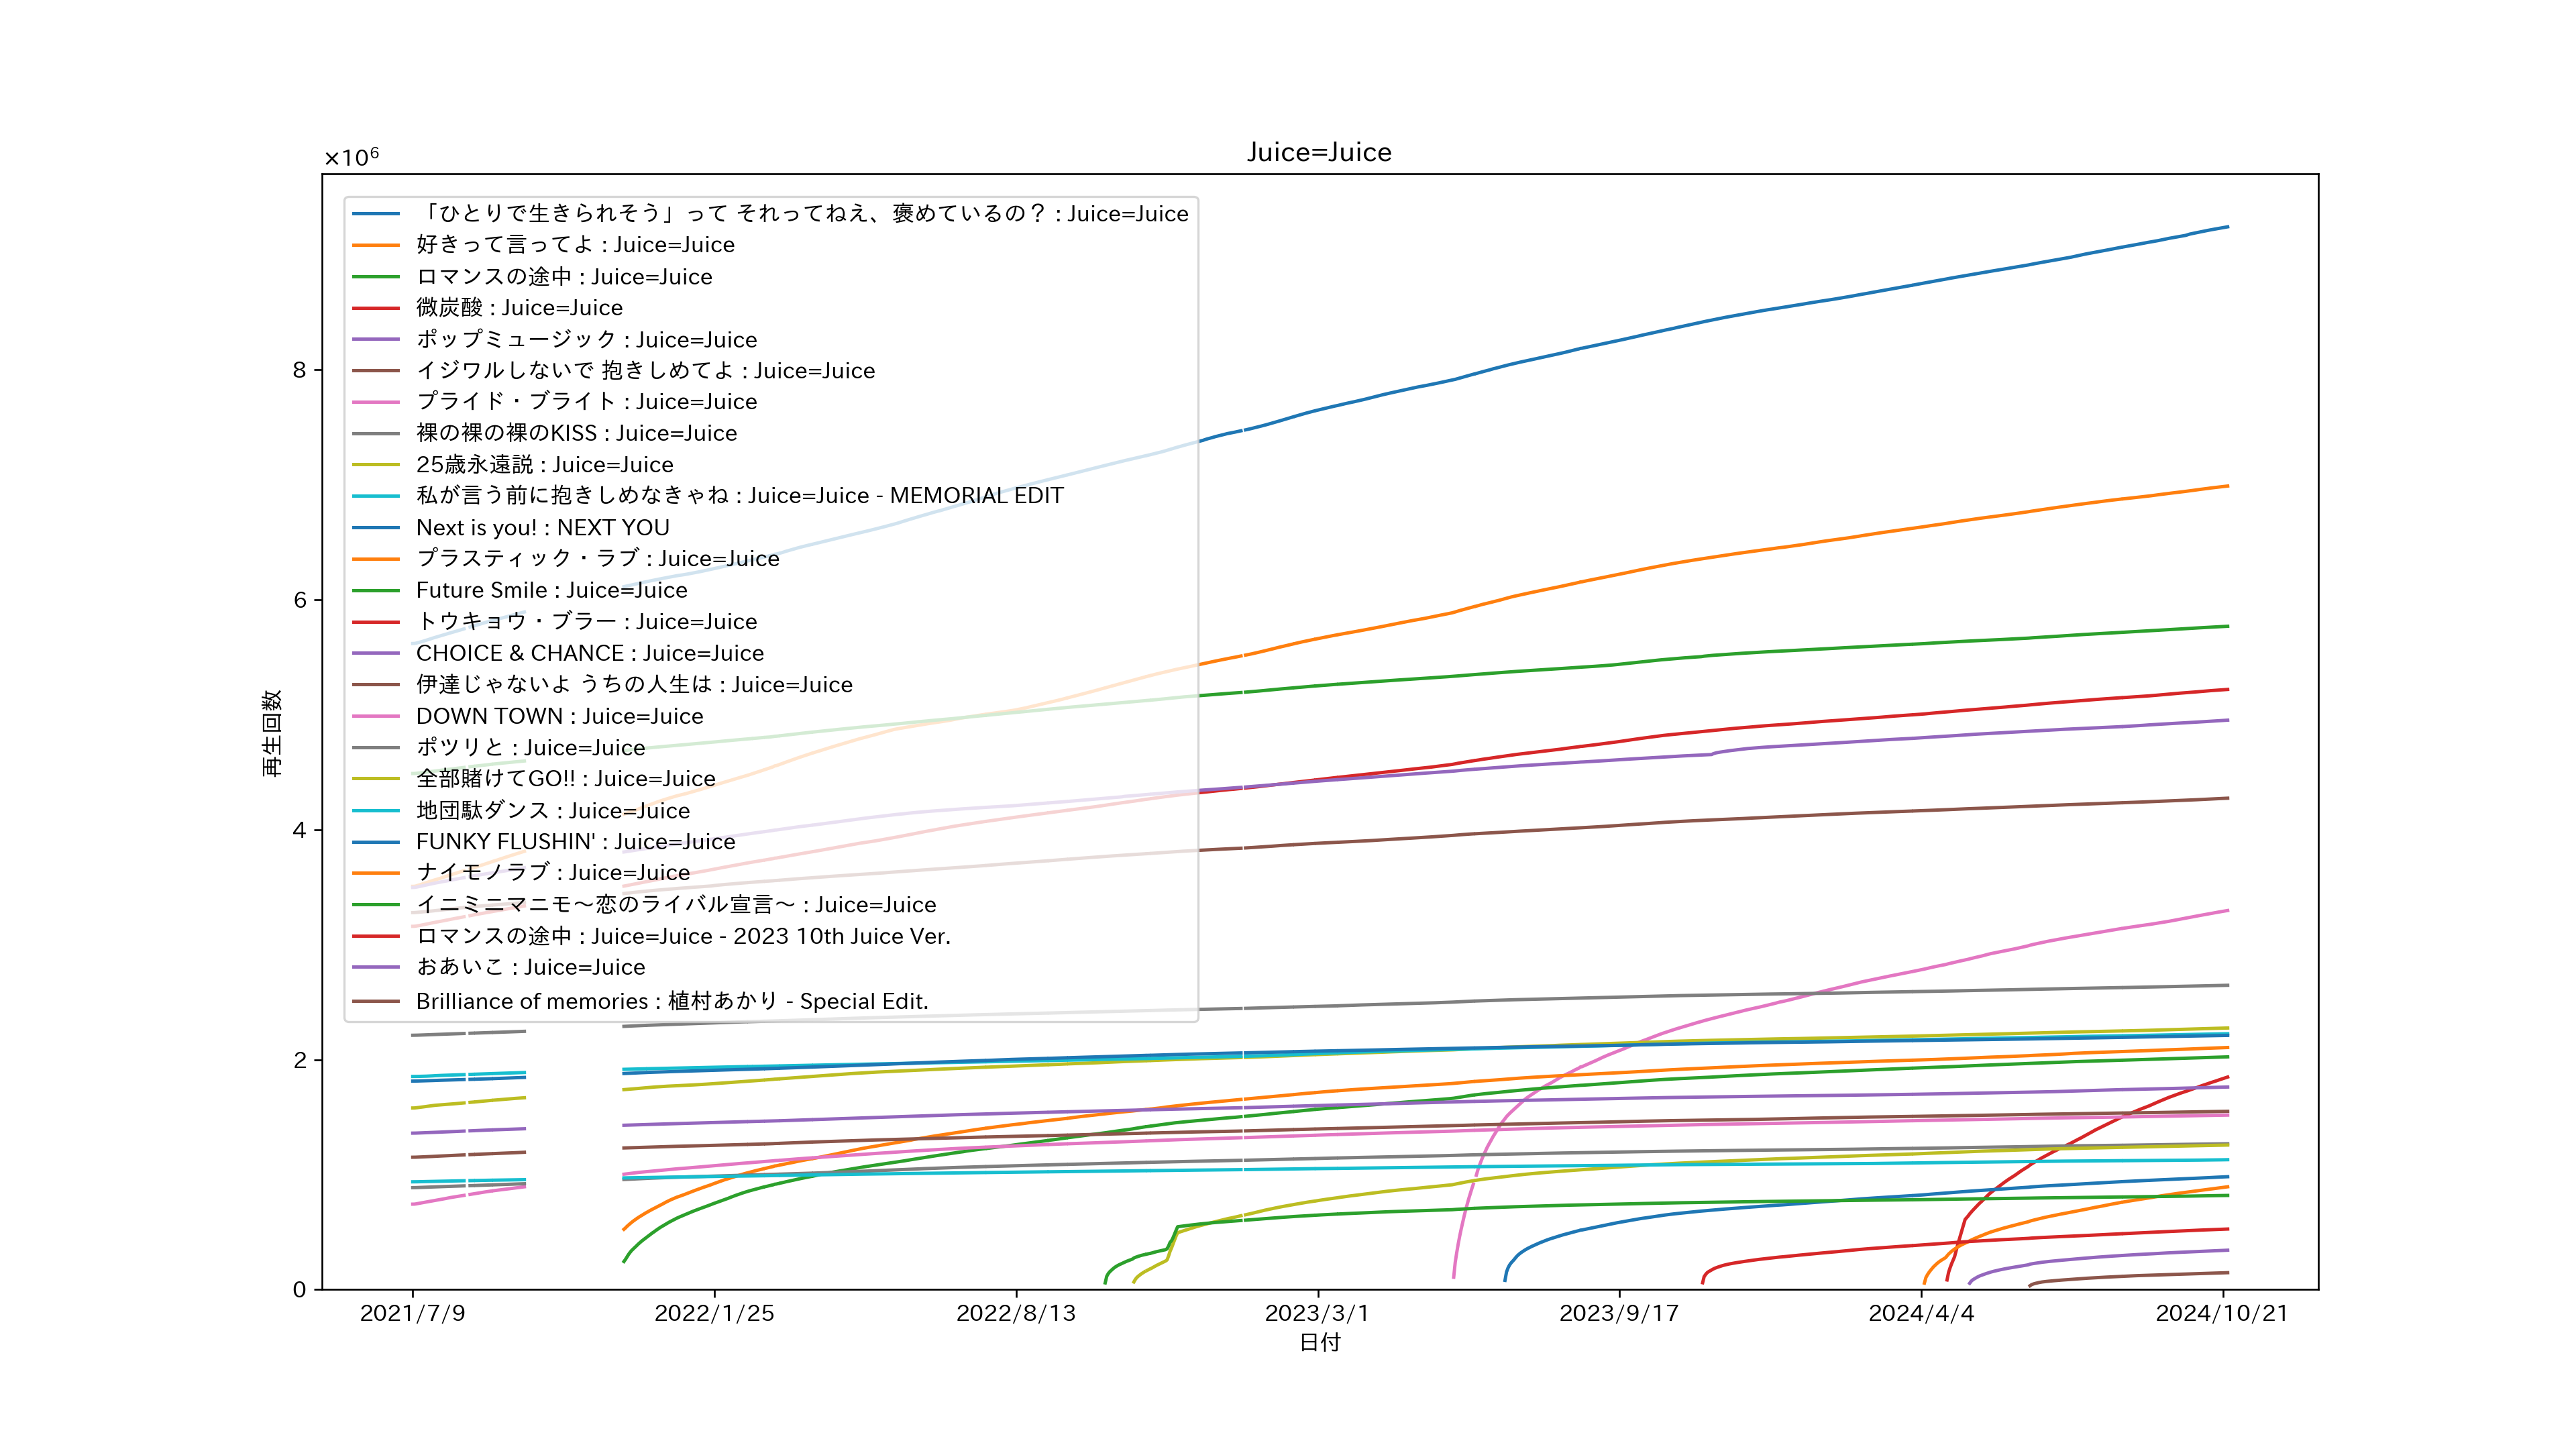 Juice=Juice
×10⁶
「ひとりで生きられそう」って それってねえ、褒めているの？ : Juice=Juice
好きって言ってよ : Juice=Juice
ロマンスの途中 : Juice=Juice
微炭酸 : Juice=Juice
ポップミュージック : Juice=Juice
イジワルしないで 抱きしめてよ : Juice=Juice
プライド・ブライト : Juice=Juice
裸の裸の裸のKISS : Juice=Juice
25歳永遠説 : Juice=Juice
私が言う前に抱きしめなきゃね : Juice=Juice - MEMORIAL EDIT
Next is you! : NEXT YOU
プラスティック・ラブ : Juice=Juice
Future Smile : Juice=Juice
トウキョウ・ブラー : Juice=Juice
CHOICE & CHANCE : Juice=Juice
伊達じゃないよ うちの人生は : Juice=Juice
DOWN TOWN : Juice=Juice
ポツリと : Juice=Juice
全部賭けてGO!! : Juice=Juice
地団駄ダンス : Juice=Juice
FUNKY FLUSHIN' : Juice=Juice
ナイモノラブ : Juice=Juice
イニミニマニモ～恋のライバル宣言～ : Juice=Juice
ロマンスの途中 : Juice=Juice - 2023 10th Juice Ver.
おあいこ : Juice=Juice
Brilliance of memories : 植村あかり - Special Edit.
8
6
4
2
0
再生回数
2021/7/9 2022/1/25 2022/8/13 2023/3/1 2023/9/17 2024/4/4 2024/10/21
日付